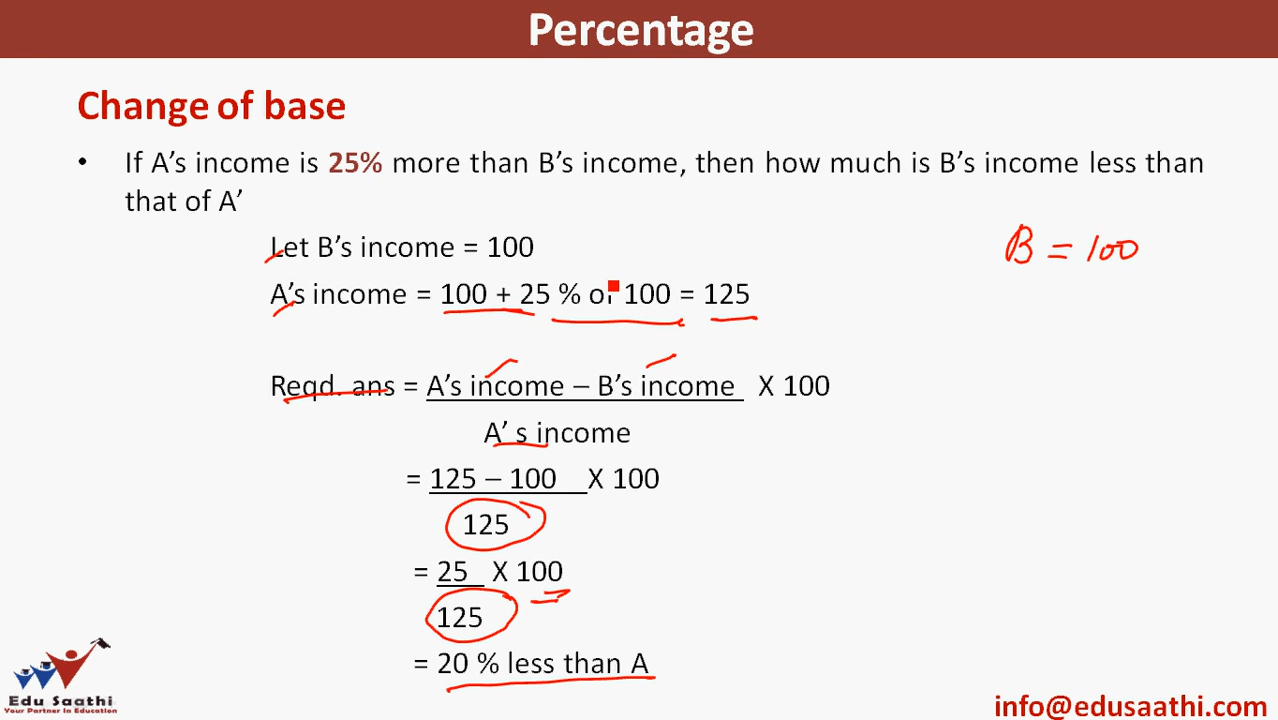 Percentage
Change of base
• If A’s income is 25% more than B’s income, then how much is B’s income less than
that of A’
Let B’s income = 100
B = 100
A’s income = 100 + 25 % of 100 = 125
Reqd. ans = A’s income – B’s income X 100
A’ s income
= 125 – 100 X 100
125
= 25 X 100
125
= 20 % less than A
Edu Saathi
Your Partner In Education
info@edusaathi.com